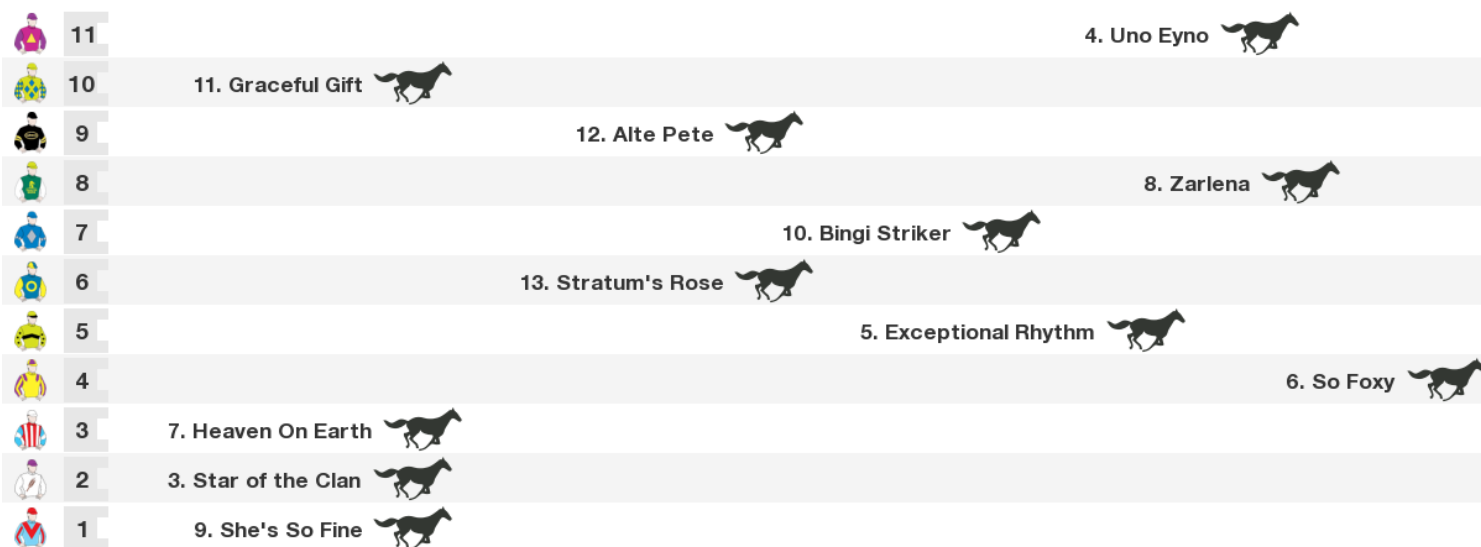 11 4. Uno Eyno
10 11. Graceful Gift
9 12. Alte Pete
8 8. Zarlena
7 10. Bingi Striker
6 13. Stratum's Rose
5 5. Exceptional Rhythm
4 6. So Foxy
3 7. Heaven On Earth
2 3. Star of the Clan
1 9. She's So Fine